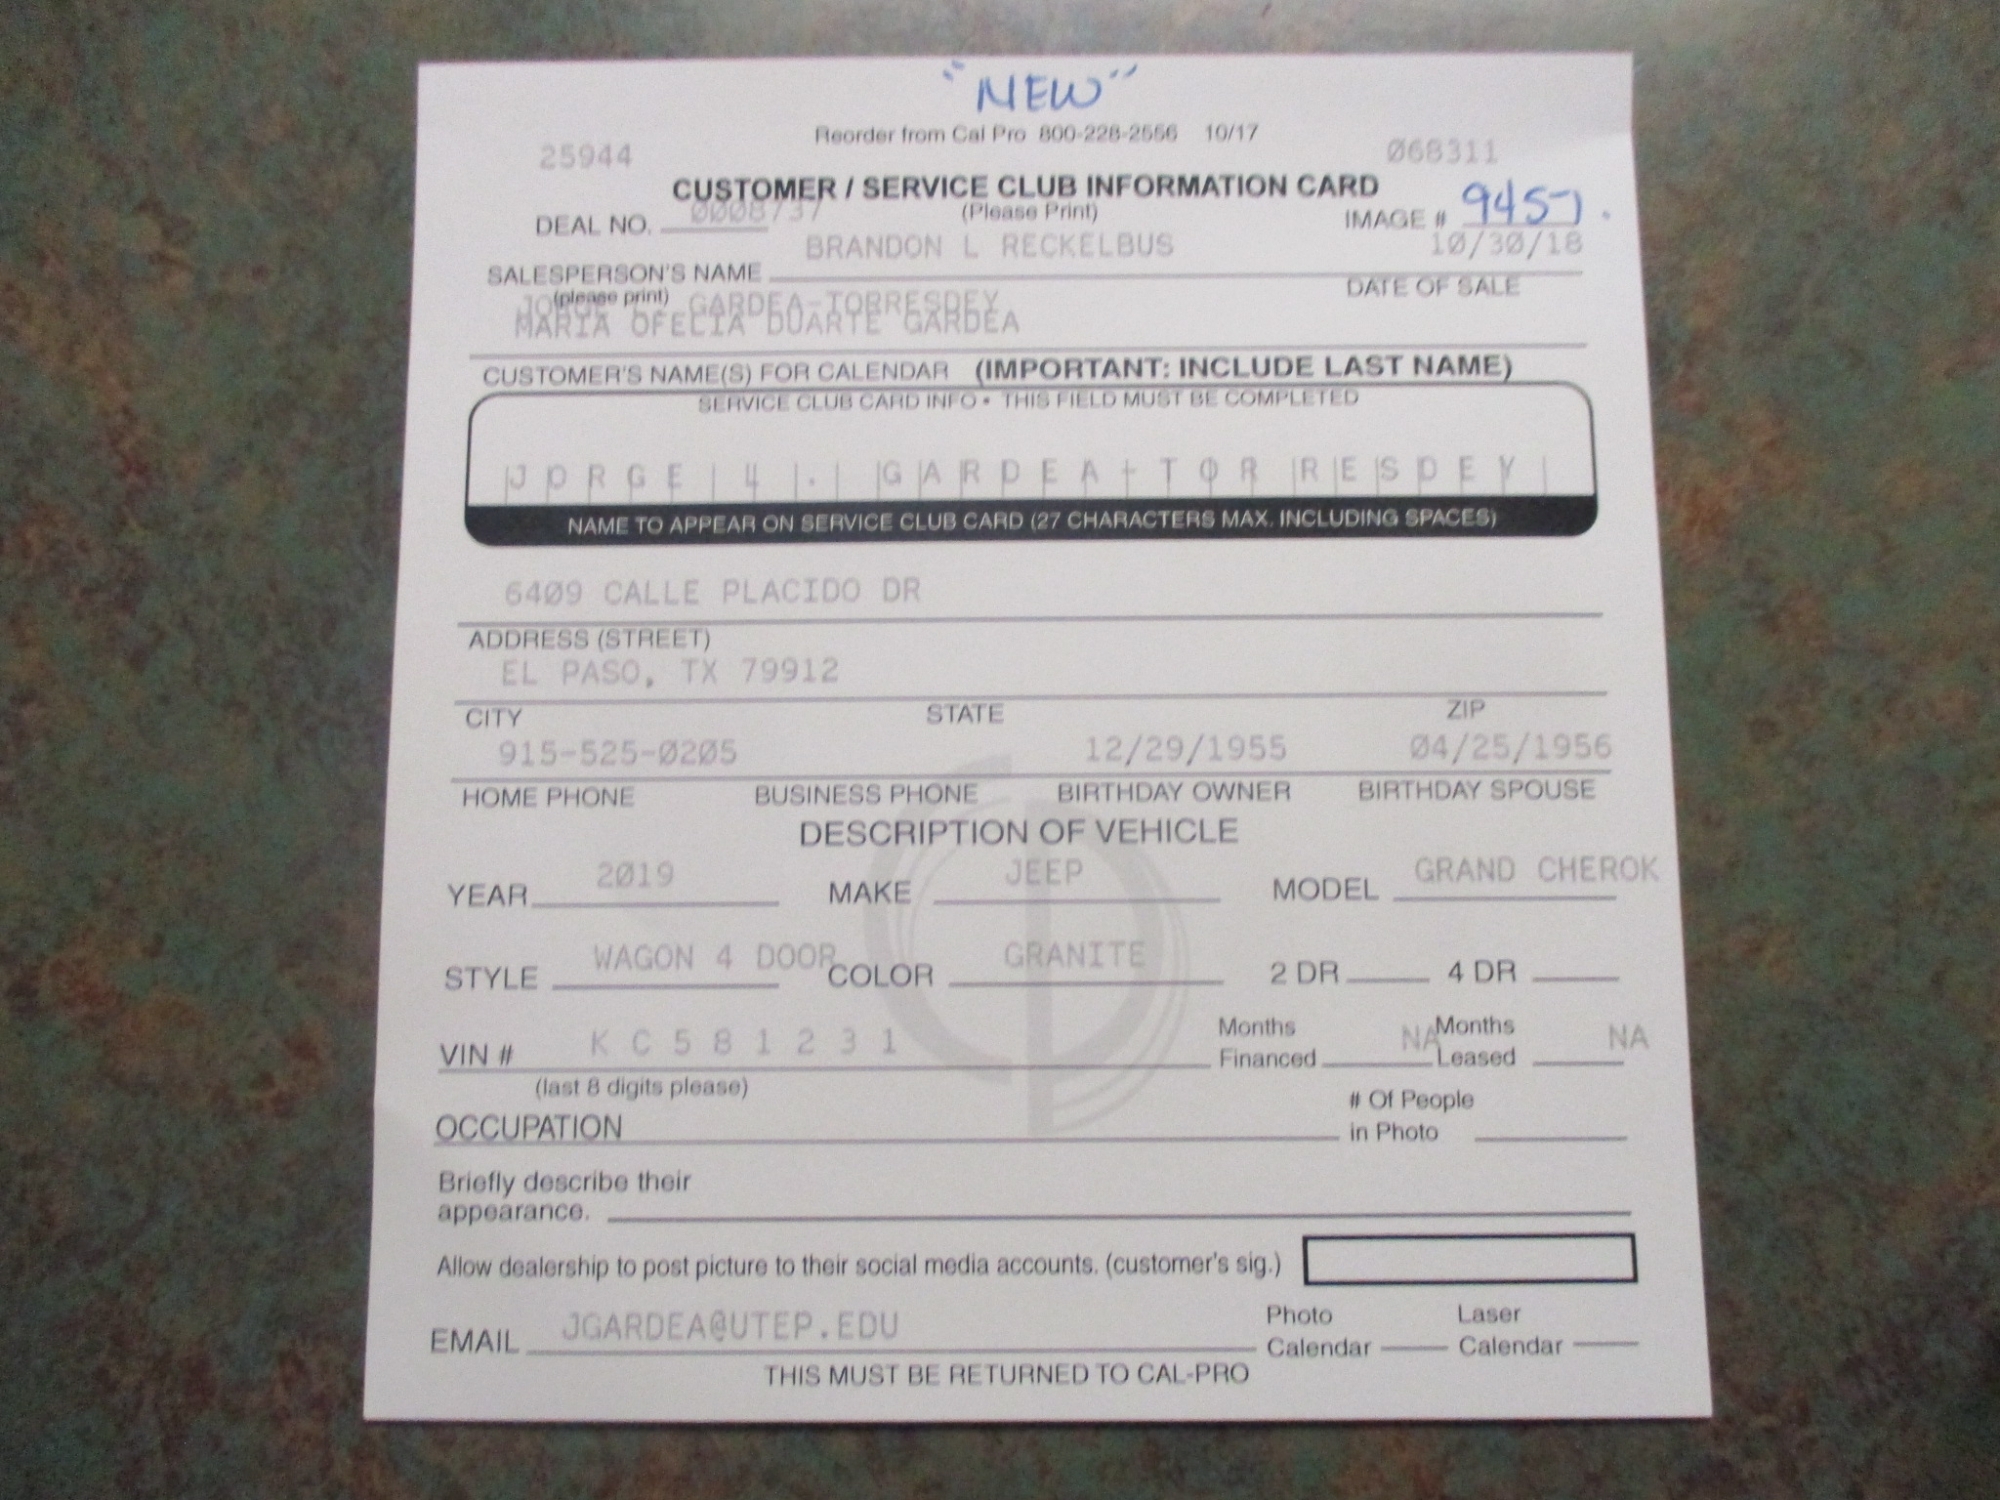 "NEW"
Reorder from Cal Pro 800-228-2556 10/17
25944 068311
CUSTOMER / SERVICE CLUB INFORMATION CARD
(Please Print)
DEAL NO. 0008737 IMAGE # 9457
BRANDON L RECKELBUS 10/30/18
SALESPERSON'S NAME DATE OF SALE
(please print)
GARDEA-TORRESDEY
MARIA OFELIA DUARTE GARDEA
CUSTOMER'S NAME(S) FOR CALENDAR (IMPORTANT: INCLUDE LAST NAME)
SERVICE CLUB CARD INFO • THIS FIELD MUST BE COMPLETED
JORGE L. GARDEA-TORRESDEY
NAME TO APPEAR ON SERVICE CLUB CARD (27 CHARACTERS MAX. INCLUDING SPACES)
6409 CALLE PLACIDO DR
ADDRESS (STREET)
EL PASO, TX 79912
CITY STATE ZIP
915-525-0205 12/29/1955 04/25/1956
HOME PHONE BUSINESS PHONE BIRTHDAY OWNER BIRTHDAY SPOUSE
DESCRIPTION OF VEHICLE
YEAR 2019 MAKE JEEP MODEL GRAND CHEROK
STYLE WAGON 4 DOOR COLOR GRANITE 2 DR 4 DR
VIN # K C 5 8 1 2 3 1 Months Financed NA Months Leased NA
(last 8 digits please)
OCCUPATION # Of People in Photo
Briefly describe their
appearance.
Allow dealership to post picture to their social media accounts. (customer's sig.)
EMAIL JGARDEA@UTEP.EDU Photo Calendar Laser Calendar
THIS MUST BE RETURNED TO CAL-PRO